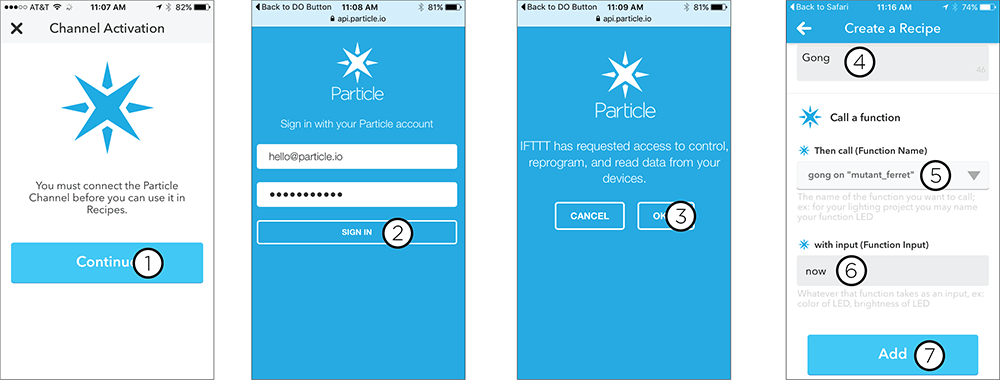 AT&T 11:07 AM 82%
Channel Activation
You must connect the Particle
Channel before you can use it in
Recipes.
Continue 1
Back to DO Button 11:08 AM 81%
api.particle.io
Particle
Sign in with your Particle account
hello@particle.io
•••••••••••
SIGN IN 2
Back to DO Button 11:09 AM 81%
api.particle.io
Particle
IFTTT has requested access to control,
reprogram, and read data from your
devices.
CANCEL OK 3
Back to Safari 11:16 AM 74%
Create a Recipe
Gong 4
46
Call a function
Then call (Function Name)
gong on "mutant_ferret" 5
The name of the function you want to call;
ex: for your lighting project you may name
your function LED
with input (Function Input)
now 6
Whatever that function takes as an input, ex:
color of LED, brightness of LED
Add 7